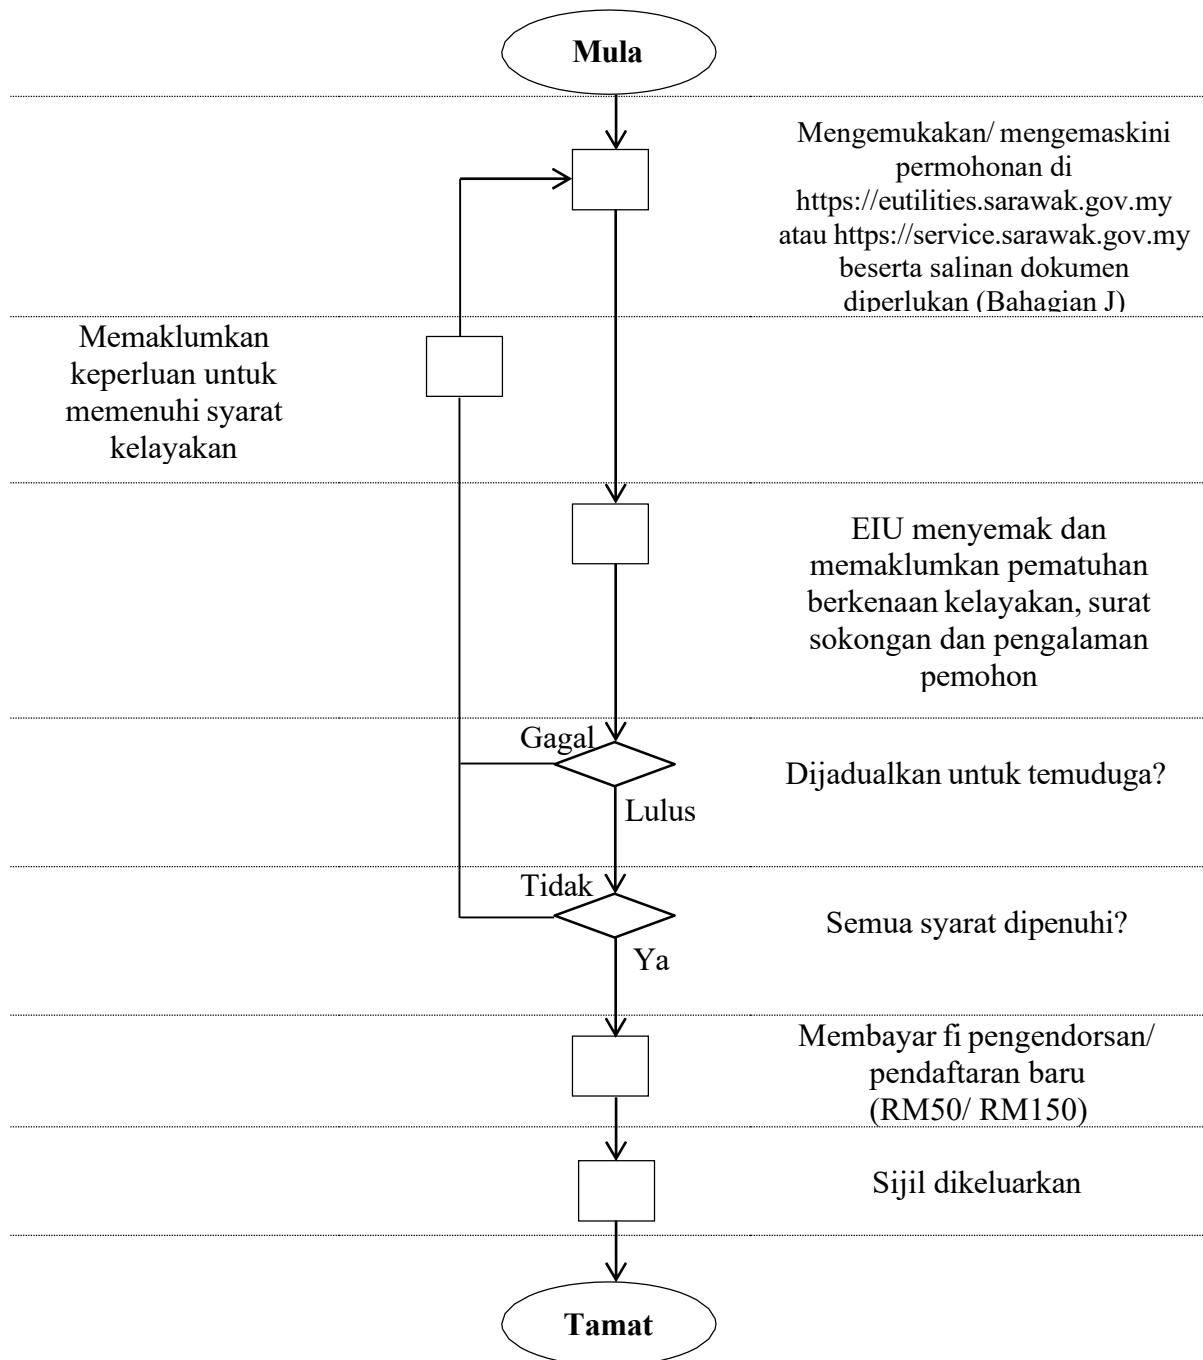 Mula
Mengemukakan/ mengemaskini
permohonan di
https://eutilities.sarawak.gov.my
atau https://service.sarawak.gov.my
beserta salinan dokumen
diperlukan (Bahagian J)
Memaklumkan
keperluan untuk
memenuhi syarat
kelayakan
EIU menyemak dan
memaklumkan pematuhan
berkenaan kelayakan, surat
sokongan dan pengalaman
pemohon
Gagal
Dijadualkan untuk temuduga?
Lulus
Tidak
Semua syarat dipenuhi?
Ya
Membayar fi pengendorsan/
pendaftaran baru
(RM50/ RM150)
Sijil dikeluarkan
Tamat